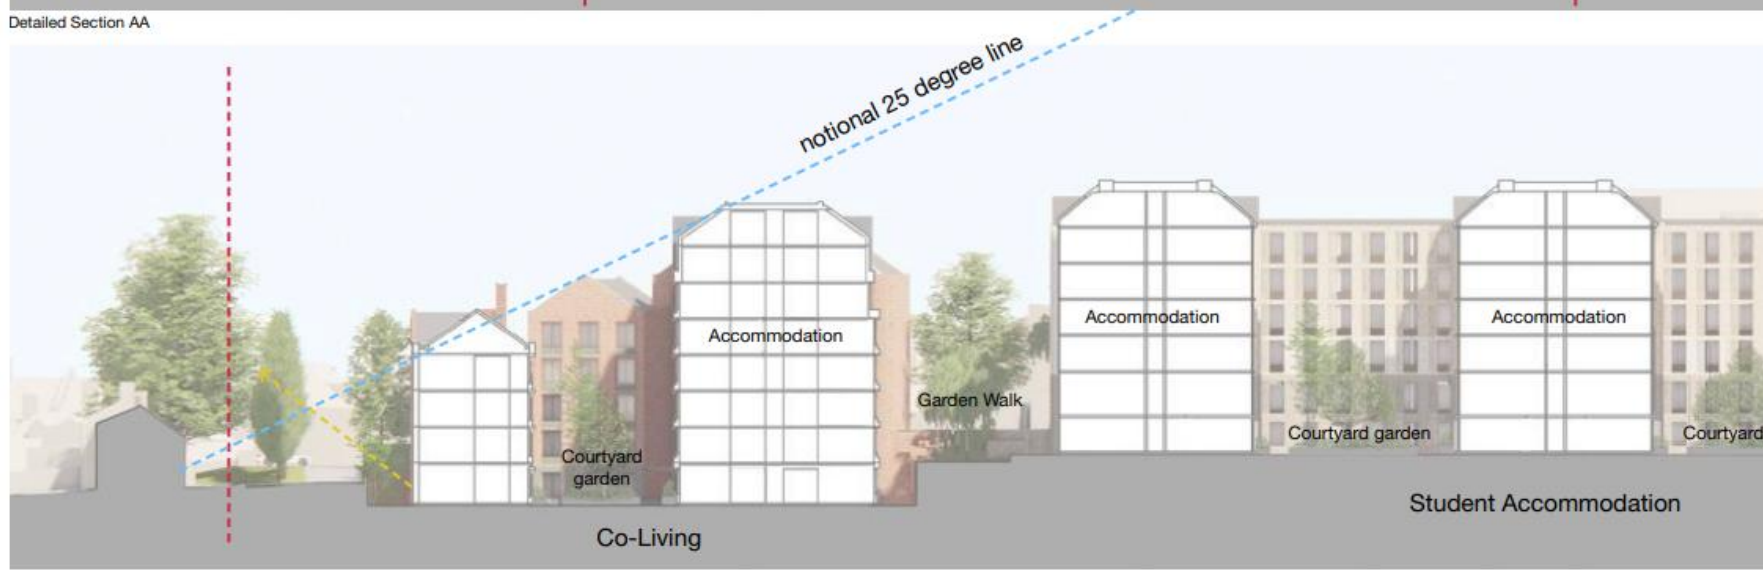 Detailed Section AA
notional 25 degree line
Accommodation
Accommodation
Accommodation
Garden Walk
Courtyard garden
Courtyard
Courtyard
garden
Student Accommodation
Co-Living